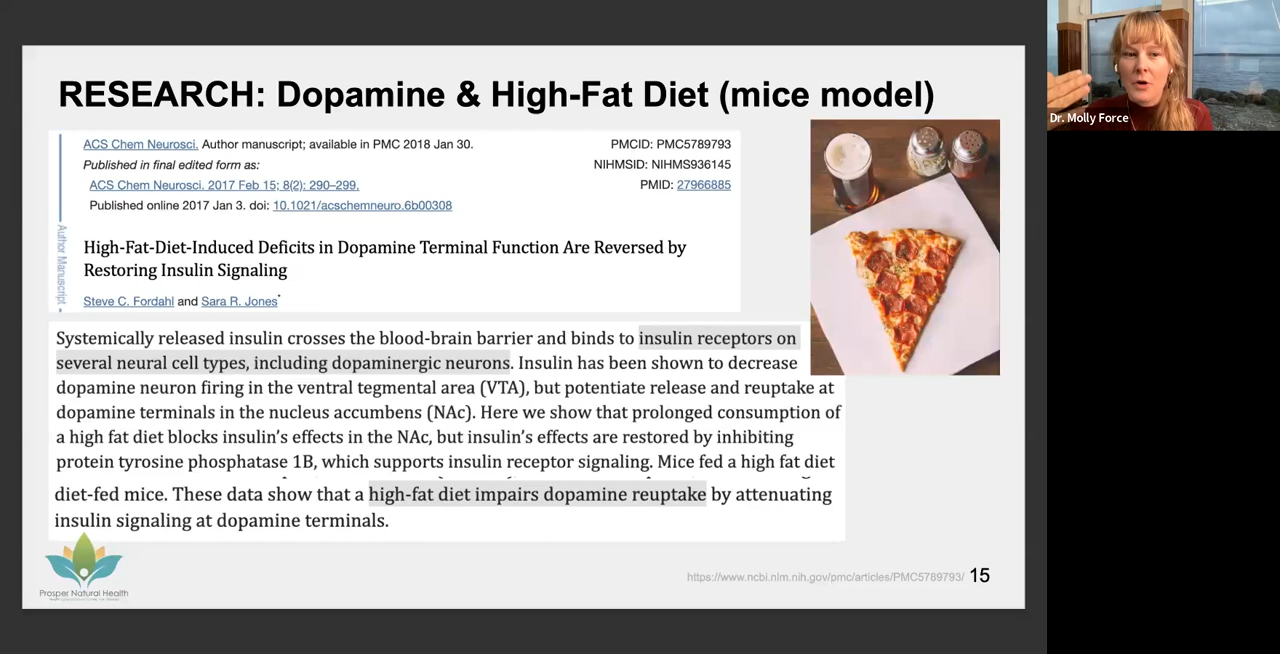 RESEARCH: Dopamine & High-Fat Diet (mice model)
ACS Chem Neurosci. Author manuscript; available in PMC 2018 Jan 30.
PMCID: PMC5789793
Published in final edited form as:
NIHMSID: NIHMS936145
ACS Chem Neurosci. 2017 Feb 15; 8(2): 290–299.
PMID: 27966885
Published online 2017 Jan 3. doi: 10.1021/acschemneuro.6b00308
Author Manuscript
High-Fat-Diet-Induced Deficits in Dopamine Terminal Function Are Reversed by
Restoring Insulin Signaling
Steve C. Fordahl and Sara R. Jones*
Systemically released insulin crosses the blood-brain barrier and binds to insulin receptors on
several neural cell types, including dopaminergic neurons. Insulin has been shown to decrease
dopamine neuron firing in the ventral tegmental area (VTA), but potentiate release and reuptake at
dopamine terminals in the nucleus accumbens (NAc). Here we show that prolonged consumption of
a high fat diet blocks insulin's effects in the NAc, but insulin's effects are restored by inhibiting
protein tyrosine phosphatase 1B, which supports insulin receptor signaling. Mice fed a high fat diet
diet-fed mice. These data show that a high-fat diet impairs dopamine reuptake by attenuating
insulin signaling at dopamine terminals.
Prosper Natural Health
https://www.ncbi.nlm.nih.gov/pmc/articles/PMC5789793/ 15
Dr. Molly Force